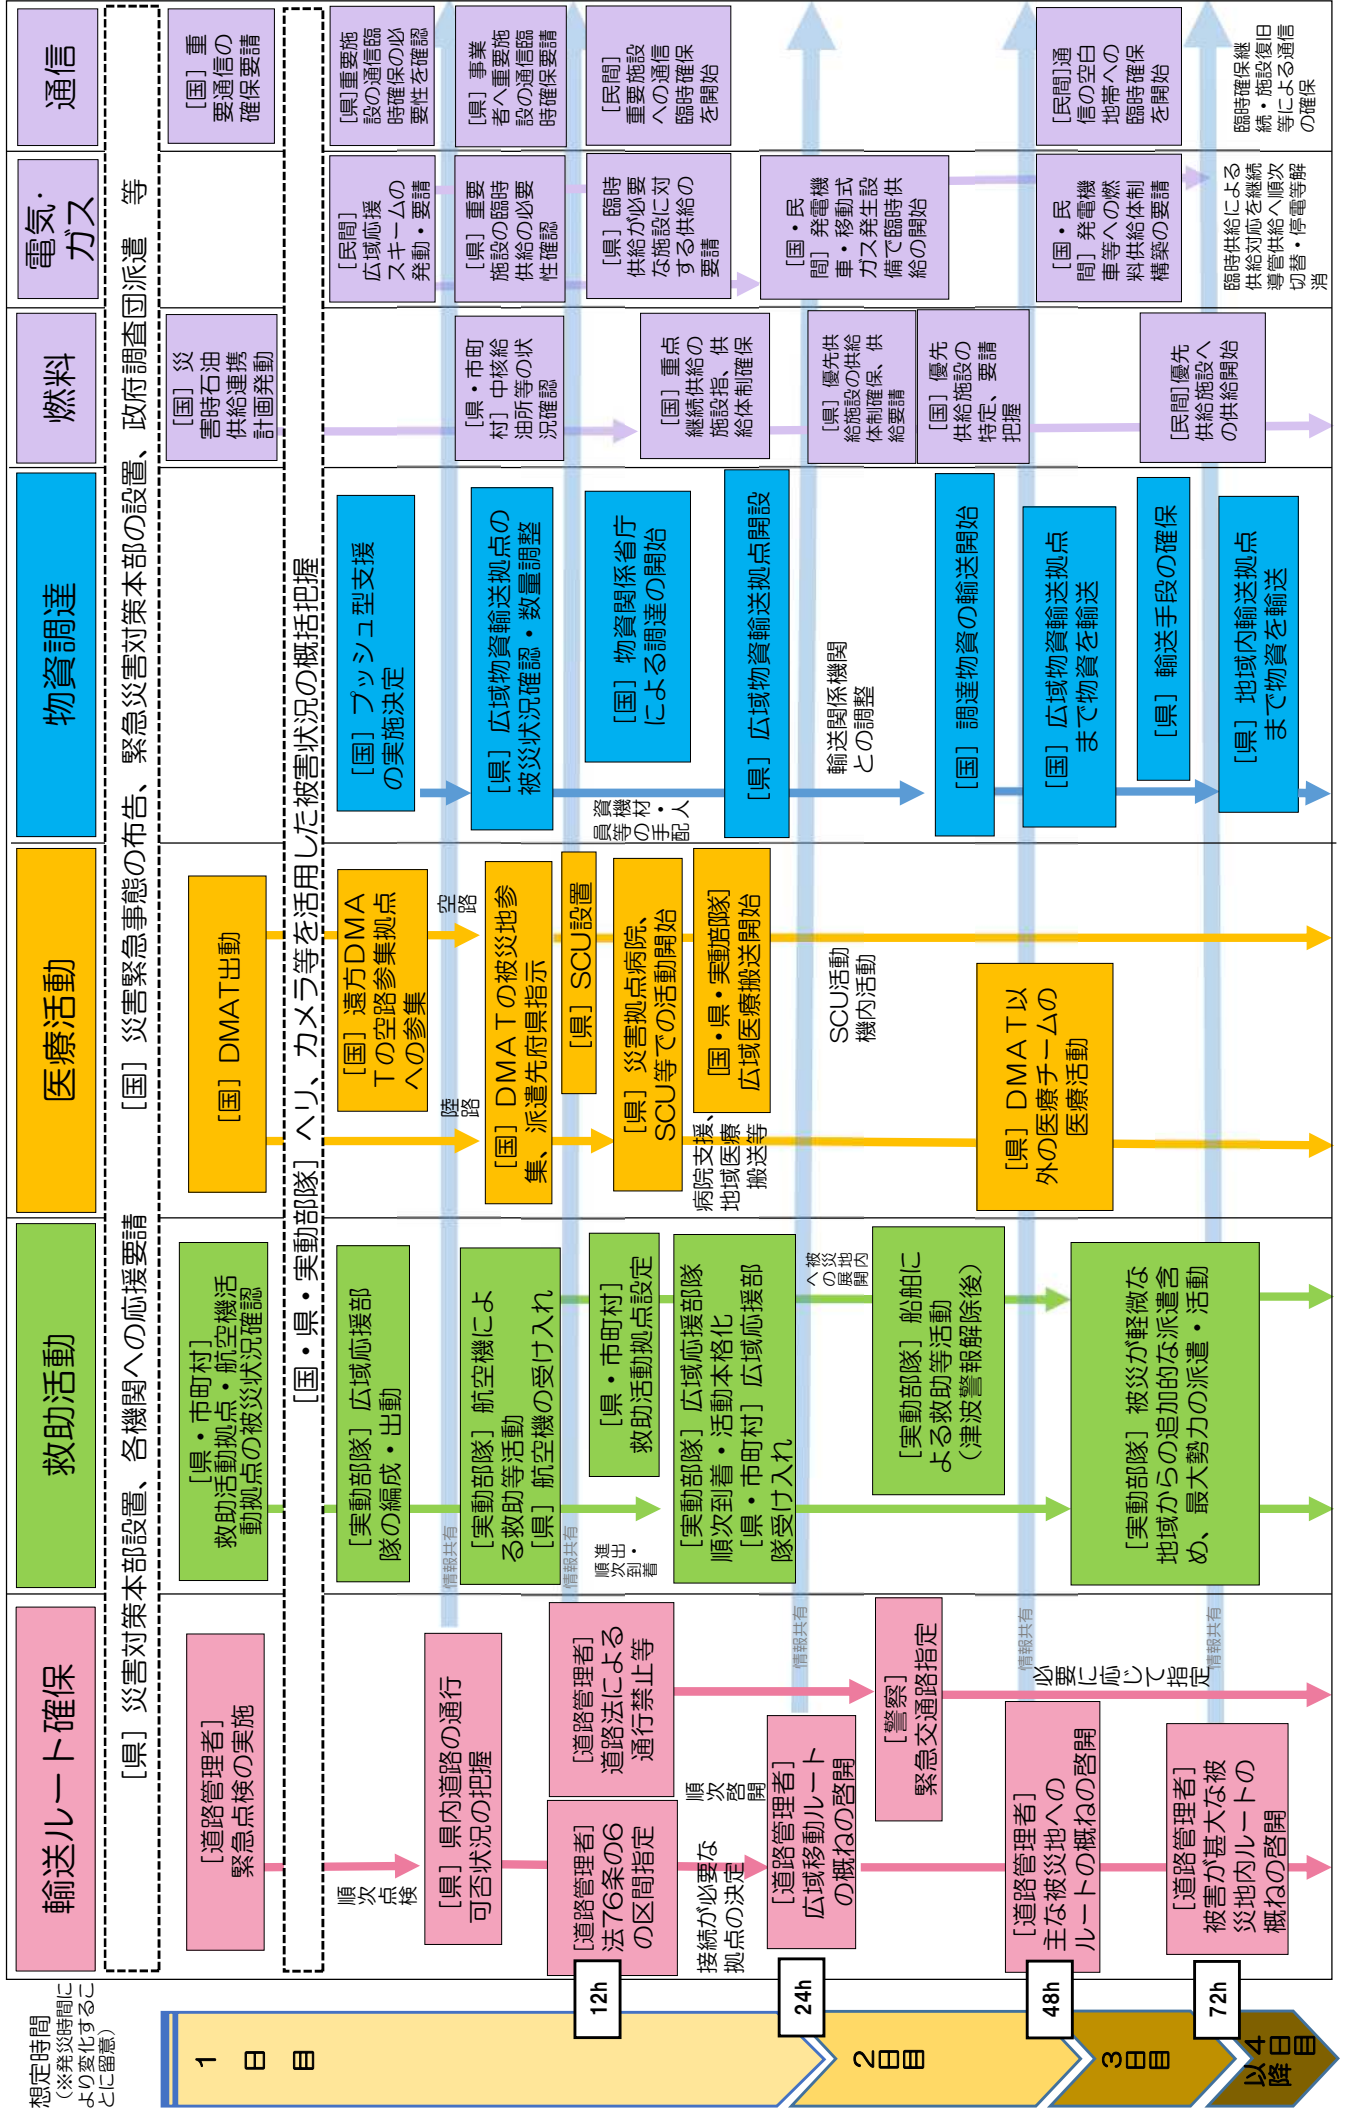 想定時間
（※発災時間に
より変化するこ
とに留意）
１日目
12h
24h
２日目
48h
３日目
72h
４日目
以降
輸送ルート確保
救助活動
医療活動
物資調達
燃料
電気・
ガス
通信
［県］災害対策本部設置、各機関への応援要請
［国］災害緊急事態の布告、緊急災害対策本部の設置、政府調査団派遣　等
［国・県・実動部隊］ヘリ、カメラ等を活用した被害状況の概括把握
［道路管理者］
緊急点検の実施
順次点検
［県］県内道路の通行
可否状況の把握
［道路管理者］
法76条の6
の区間指定
［道路管理者］
道路法による
通行禁止等
接続が必要な
拠点の決定
順次啓開
［道路管理者］
広域移動ルート
の概ねの啓開
［警察］
緊急交通路指定
［道路管理者］
主な被災地への
ルートの概ねの啓開
必要に応じて指定
［道路管理者］
被害が甚大な被
災地内ルートの
概ねの啓開
情報共有
情報共有
情報共有
情報共有
情報共有
［県・市町村］
救助活動拠点・航空機活
動拠点の被災状況確認
［実動部隊］広域応援部
隊の編成・出動
［実動部隊］航空機によ
る救助等活動
［県］航空機の受け入れ
順次進出・
到着
［県・市町村］
救助活動拠点設定
［実動部隊］広域応援部隊
順次到着・活動本格化
［県・市町村］広域応援部
隊受け入れ
被災地内
への展開
［実動部隊］船舶に
よる救助等活動
（津波警報解除後）
［実動部隊］被災が軽微な
地域からの追加的な派遣含
め、最大勢力の派遣・活動
［国］DMAT出動
［国］遠方DMA
Tの空路参集拠点
への参集
陸路
空路
［国］DMATの被災地参
集、派遣先府県指示
［県］SCU設置
［県］災害拠点病院、
SCU等での活動開始
［国・県・実動部隊］
広域医療搬送開始
病院支援、
地域医療
搬送等
SCU活動
機内活動
［県］DMAT以
外の医療チームの
医療活動
［国］プッシュ型支援
の実施決定
［県］広域物資輸送拠点の
被災状況確認・数量調整
資機材・人
員等の手配
［国］物資関係省庁
による調達の開始
［県］広域物資輸送拠点開設
輸送関係機関
との調整
［国］調達物資の輸送開始
［国］広域物資輸送拠点
まで物資を輸送
［県］輸送手段の確保
［県］地域内輸送拠点
まで物資を輸送
［国］災
害時石油
供給連携
計画発動
［県・市町
村］中核給
油所等の状
況確認
［国］重点
継続供給の
施設指、供
給体制確保
［県］優先供
給施設の供給
体制確保、供
給要請
［国］優先
供給施設の
特定、要請
把握
［民間］優先
供給施設へ
の供給開始
［民間］
広域応援
スキームの
発動・要請
［県］重要
施設の臨時
供給の必要
性確認
［県］臨時
供給が必要
な施設に対
する供給の
要請
［国・民
間］発電機
車・移動式
ガス発生設
備で臨時供
給の開始
［国・民
間］発電機
車等への燃
料供給体制
構築の要請
臨時供給による
供給対応を継続
導管供給へ順次
切替・停電等解
消
［国］重
要通信の
確保要請
［県］重要施
設の通信臨
時確保の必
要性を確認
［県］事業
者へ重要施
設の通信臨
時確保要請
［民間］
重要施設
への通信
臨時確保
を開始
［民間］通
信の空白
地帯への
臨時確保
を開始
臨時確保継
続・施設復旧
等による通信
の確保